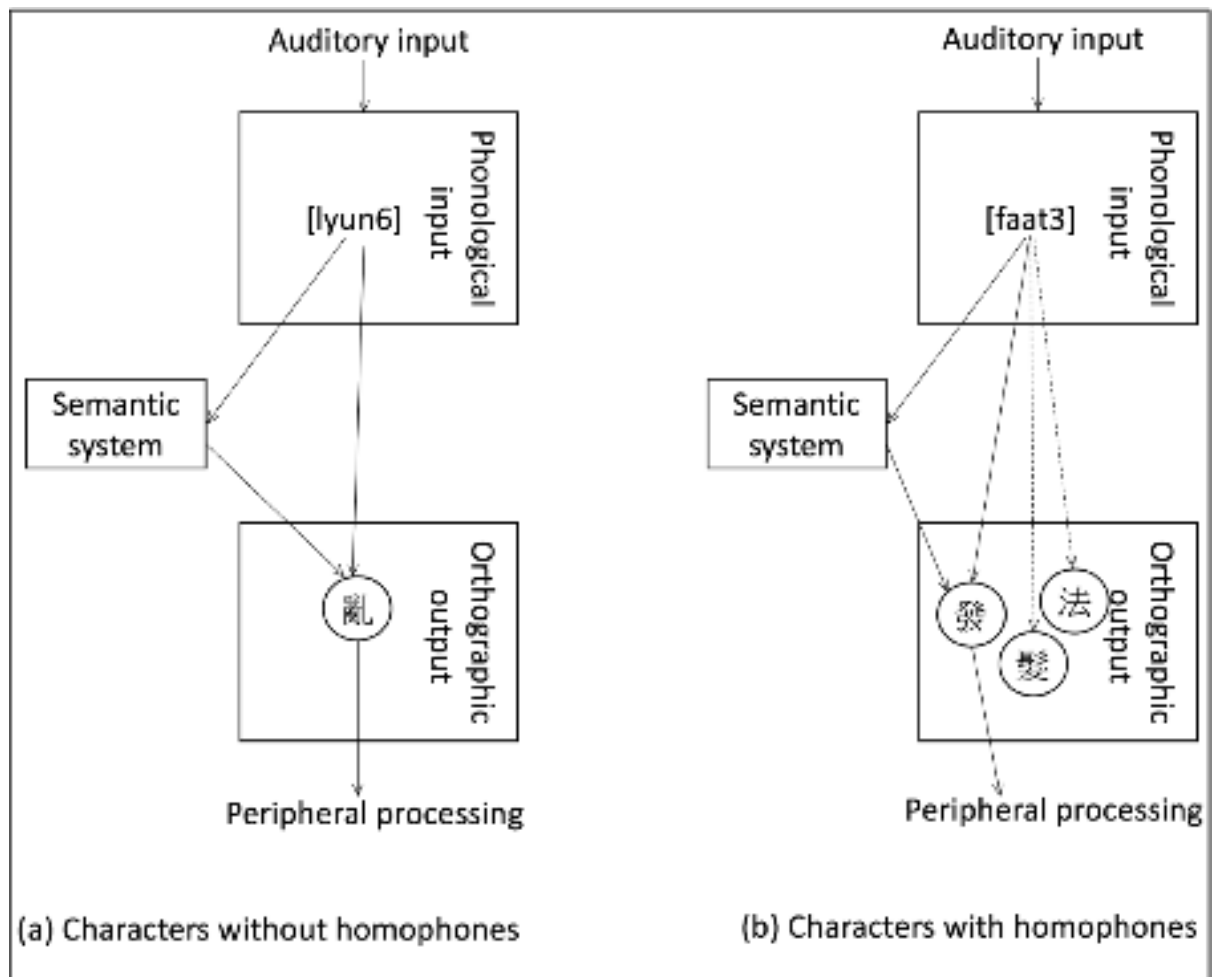 Auditory input
Phonological
input
[lyun6]
Semantic
system
Orthographic
output
亂
Peripheral processing
(a) Characters without homophones
Auditory input
Phonological
input
[faat3]
Semantic
system
Orthographic
output
發
法
髮
Peripheral processing
(b) Characters with homophones